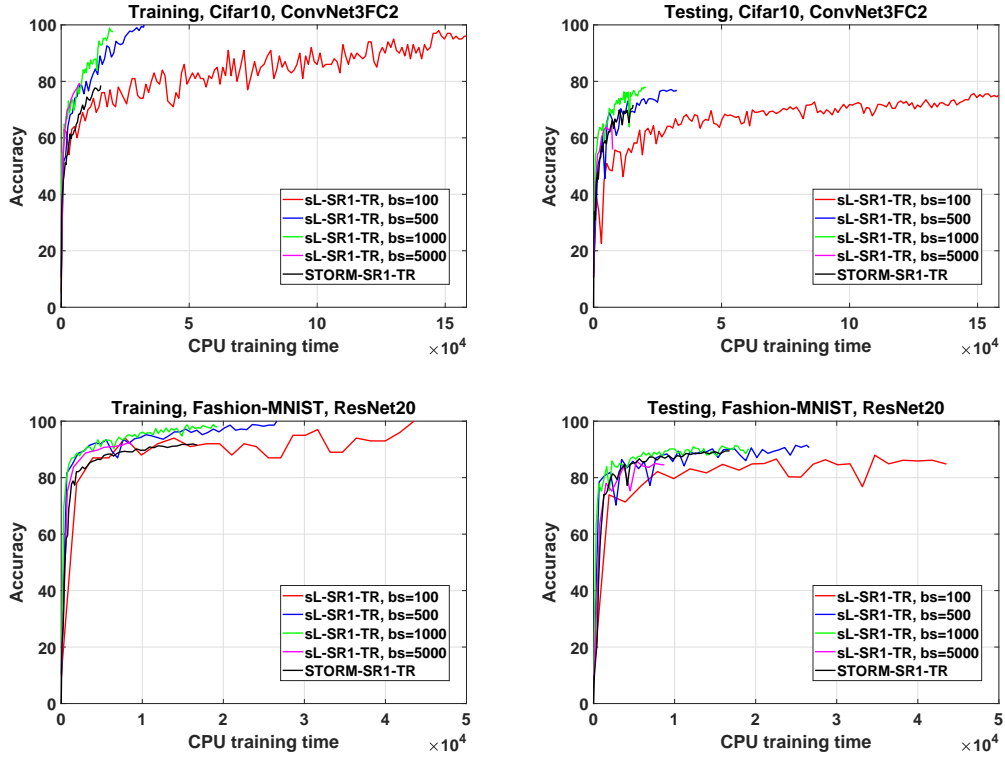 Training, Cifar10, ConvNet3FC2
100
80
60
40
20
0
Accuracy
0
5
10
15
CPU training time
×10^4
sL-SR1-TR, bs=100
sL-SR1-TR, bs=500
sL-SR1-TR, bs=1000
sL-SR1-TR, bs=5000
STORM-SR1-TR
Testing, Cifar10, ConvNet3FC2
100
80
60
40
20
0
Accuracy
0
5
10
15
CPU training time
×10^4
sL-SR1-TR, bs=100
sL-SR1-TR, bs=500
sL-SR1-TR, bs=1000
sL-SR1-TR, bs=5000
STORM-SR1-TR
Training, Fashion-MNIST, ResNet20
100
80
60
40
20
0
Accuracy
0
1
2
3
4
5
CPU training time
×10^4
sL-SR1-TR, bs=100
sL-SR1-TR, bs=500
sL-SR1-TR, bs=1000
sL-SR1-TR, bs=5000
STORM-SR1-TR
Testing, Fashion-MNIST, ResNet20
100
80
60
40
20
0
Accuracy
0
1
2
3
4
5
CPU training time
×10^4
sL-SR1-TR, bs=100
sL-SR1-TR, bs=500
sL-SR1-TR, bs=1000
sL-SR1-TR, bs=5000
STORM-SR1-TR